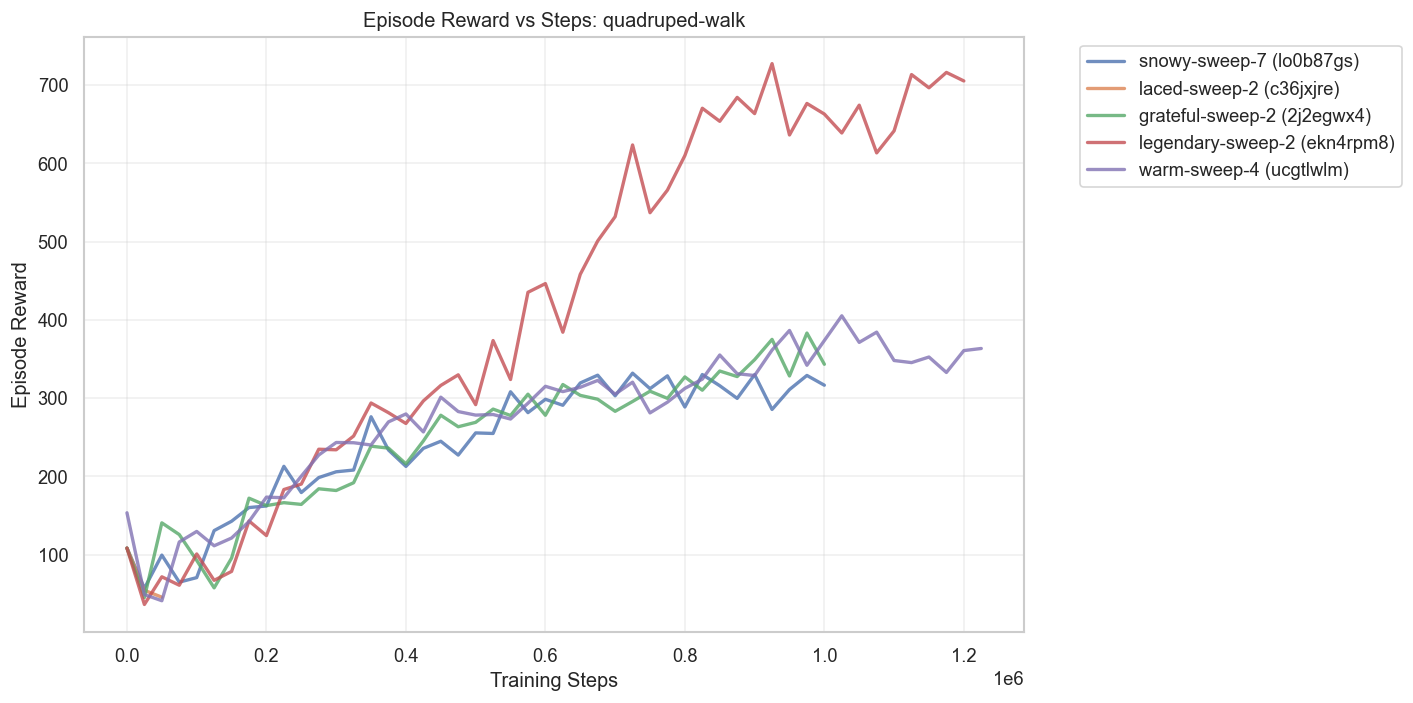 Episode Reward vs Steps: quadruped-walk
snowy-sweep-7 (lo0b87gs)
laced-sweep-2 (c36jxjre)
grateful-sweep-2 (2j2egwx4)
legendary-sweep-2 (ekn4rpm8)
warm-sweep-4 (ucgtlwlm)
Episode Reward
700
600
500
400
300
200
100
0.0 0.2 0.4 0.6 0.8 1.0 1.2
1e6
Training Steps